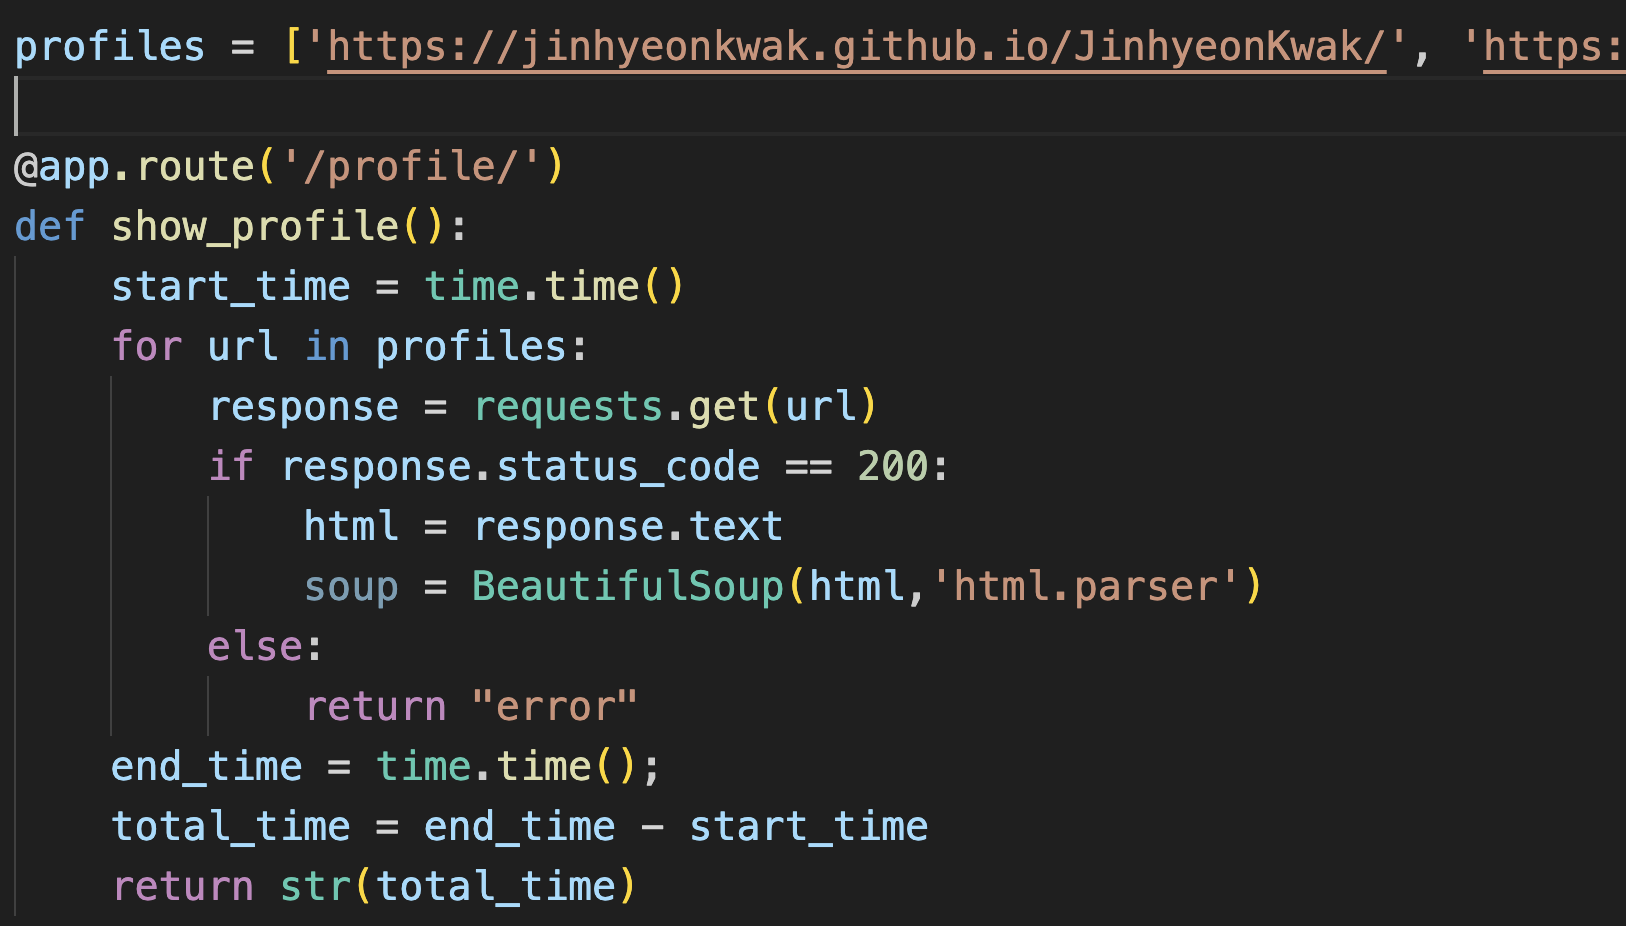 profiles = ['https://jinhyeonkwak.github.io/JinhyeonKwak/', 'https:
@app.route('/profile/')
def show_profile():
    start_time = time.time()
    for url in profiles:
        response = requests.get(url)
        if response.status_code == 200:
            html = response.text
            soup = BeautifulSoup(html,'html.parser')
        else:
            return "error"
    end_time = time.time();
    total_time = end_time - start_time
    return str(total_time)